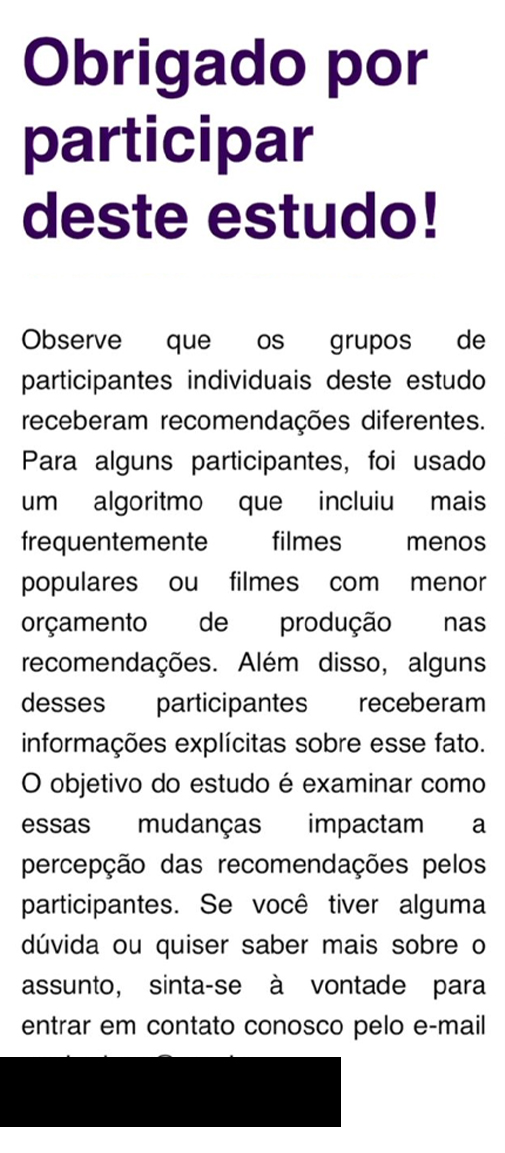 Obrigado por
participar
deste estudo!
Observe que os grupos de
participantes individuais deste estudo
receberam recomendações diferentes.
Para alguns participantes, foi usado
um algoritmo que incluiu mais
frequentemente filmes menos
populares ou filmes com menor
orçamento de produção nas
recomendações. Além disso, alguns
desses participantes receberam
informações explícitas sobre esse fato.
O objetivo do estudo é examinar como
essas mudanças impactam a
percepção das recomendações pelos
participantes. Se você tiver alguma
dúvida ou quiser saber mais sobre o
assunto, sinta-se à vontade para
entrar em contato conosco pelo e-mail